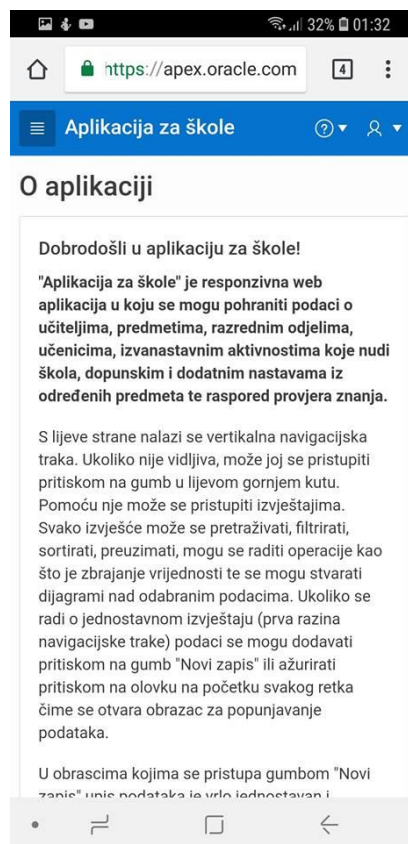 32% 01:32
https://apex.oracle.com 4
Aplikacija za škole
O aplikaciji
Dobrodošli u aplikaciju za škole!
"Aplikacija za škole" je responzivna web
aplikacija u koju se mogu pohraniti podaci o
učiteljima, predmetima, razrednim odjelima,
učenicima, izvanastavnim aktivnostima koje nudi
škola, dopunskim i dodatnim nastavama iz
određenih predmeta te raspored provjera znanja.
S lijeve strane nalazi se vertikalna navigacijska
traka. Ukoliko nije vidljiva, može joj se pristupiti
pritiskom na gumb u lijevom gornjem kutu.
Pomoću nje može se pristupiti izvještajima.
Svako izvješće može se pretraživati, filtrirati,
sortirati, preuzimati, mogu se raditi operacije kao
što je zbrajanje vrijednosti te se mogu stvarati
dijagrami nad odabranim podacima. Ukoliko se
radi o jednostavnom izvještaju (prva razina
navigacijske trake) podaci se mogu dodavati
pritiskom na gumb "Novi zapis" ili ažurirati
pritiskom na olovku na početku svakog retka
čime se otvara obrazac za popunjavanje
podataka.
U obrascima kojima se pristupa gumbom "Novi
zapis" upis podataka je vrlo jednostavan i